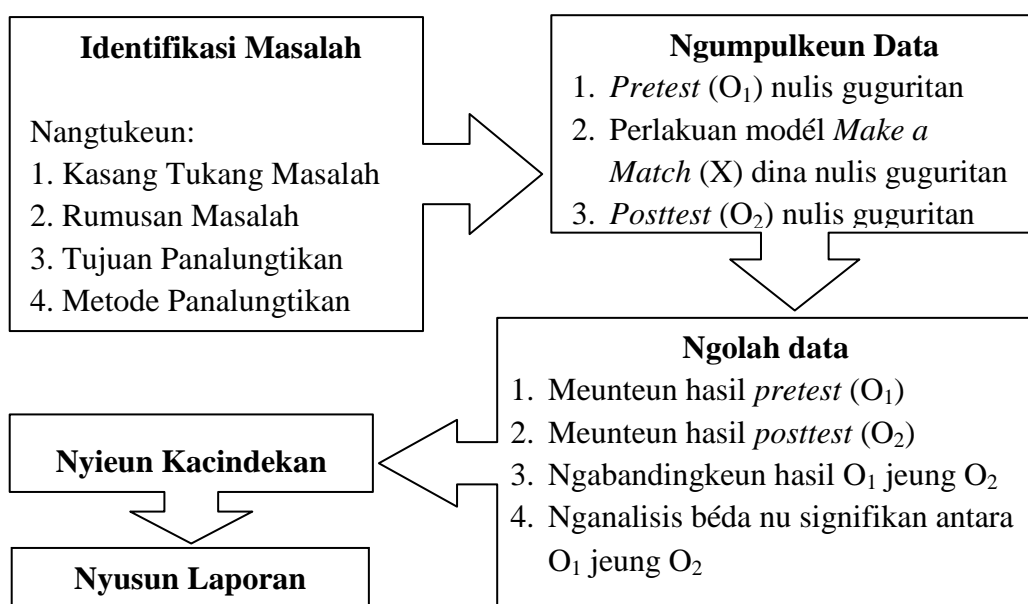 Identifikasi Masalah
Nangtukeun:
1. Kasang Tukang Masalah
2. Rumusan Masalah
3. Tujuan Panalungtikan
4. Metode Panalungtikan
Ngumpulkeun Data
1. Pretest (O₁) nulis guguritan
2. Perlakuan modél Make a
Match (X) dina nulis guguritan
3. Posttest (O₂) nulis guguritan
Ngolah data
1. Meunteun hasil pretest (O₁)
2. Meunteun hasil posttest (O₂)
3. Ngabandingkeun hasil O₁ jeung O₂
4. Nganalisis béda nu signifikan antara
O₁ jeung O₂
Nyieun Kacindekan
Nyusun Laporan